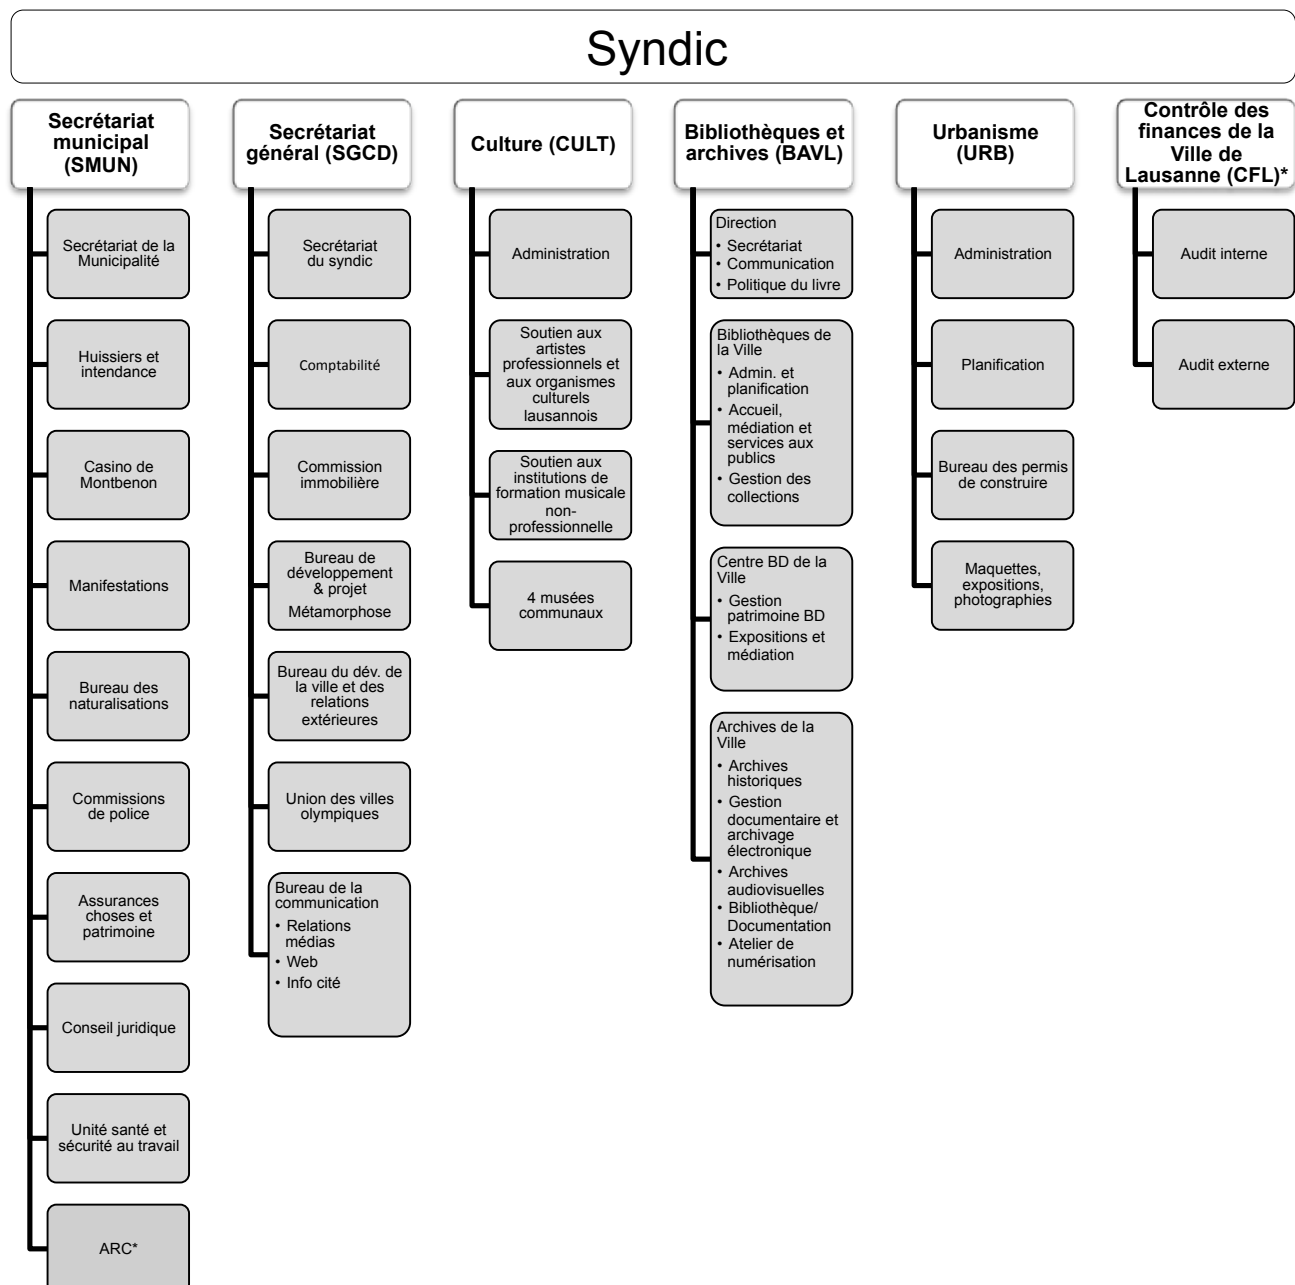 Syndic
Secrétariat
municipal
(SMUN)
Secrétariat de la
Municipalité
Huissiers et
intendance
Casino de
Montbenon
Manifestations
Bureau des
naturalisations
Commissions
de police
Assurances
choses et
patrimoine
Conseil juridique
Unité santé et
sécurité au travail
ARC*
Secrétariat
général (SGCD)
Secrétariat
du syndic
Comptabilité
Commission
immobilière
Bureau de
développement
& projet
Métamorphose
Bureau du dév. de
la ville et des
relations
extérieures
Union des villes
olympiques
Bureau de la
communication
• Relations
médias
• Web
• Info cité
Culture (CULT)
Administration
Soutien aux
artistes
professionnels et
aux organismes
culturels
lausannois
Soutien aux
institutions de
formation musicale
non-
professionnelle
4 musées
communaux
Bibliothèques et
archives (BAVL)
Direction
• Secrétariat
• Communication
• Politique du livre
Bibliothèques de
la Ville
• Admin. et
planification
• Accueil,
médiation et
services aux
publics
• Gestion des
collections
Centre BD de la
Ville
• Gestion
patrimoine BD
• Expositions et
médiation
Archives de la
Ville
• Archives
historiques
• Gestion
documentaire et
archivage
électronique
• Archives
audiovisuelles
• Bibliothèque/
Documentation
• Atelier de
numérisation
Urbanisme
(URB)
Administration
Planification
Bureau des permis
de construire
Maquettes,
expositions,
photographies
Contrôle des
finances de la
Ville de
Lausanne (CFL)*
Audit interne
Audit externe